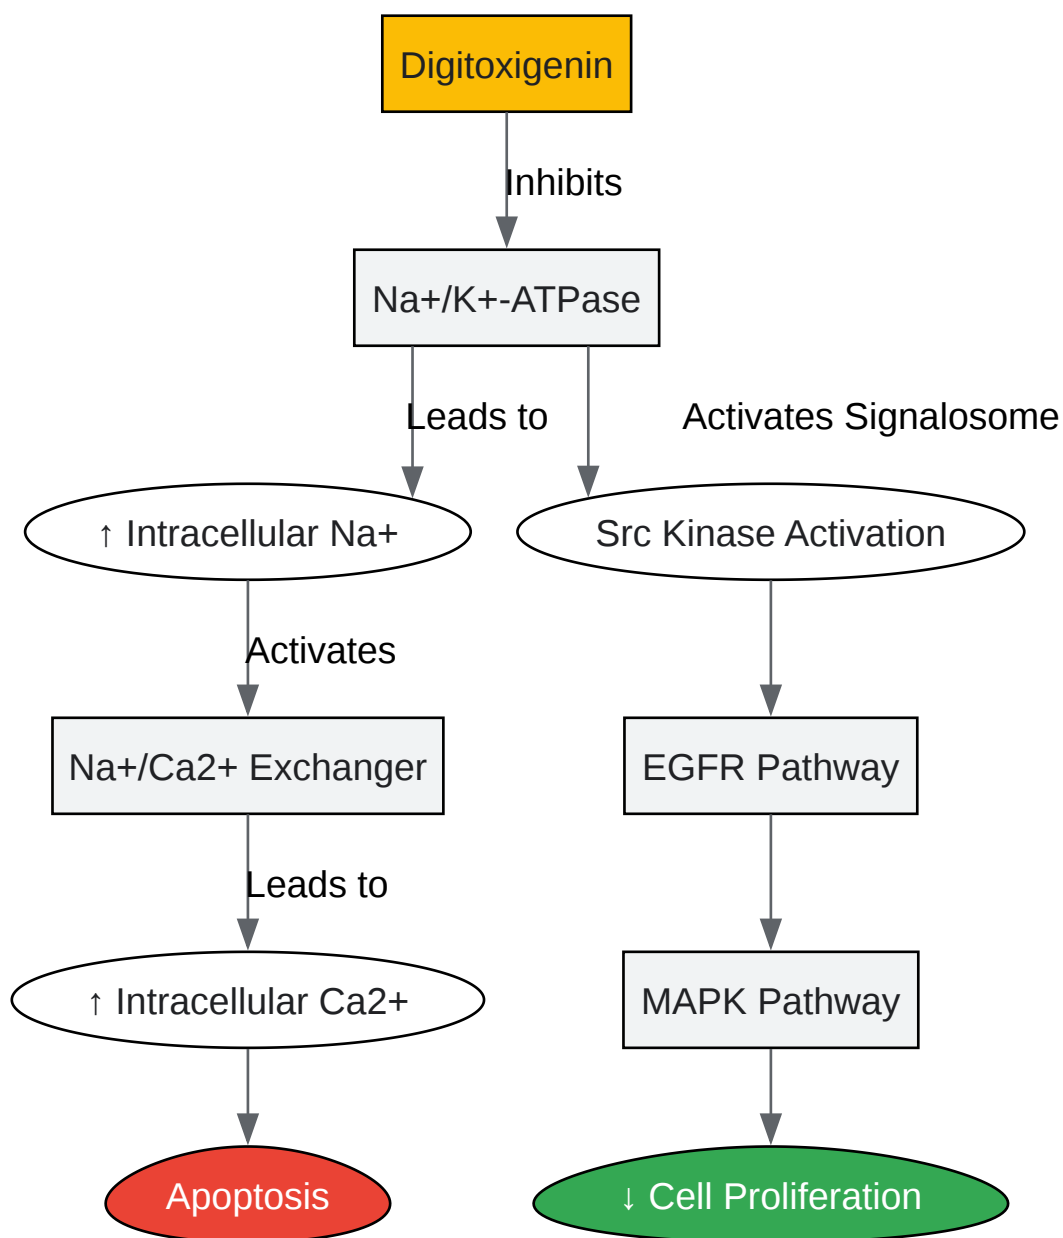 Digitoxigenin
Inhibits
Na+/K+-ATPase
Leads to
Activates Signalosome
↑ Intracellular Na+
Src Kinase Activation
Activates
Na+/Ca2+ Exchanger
EGFR Pathway
Leads to
↑ Intracellular Ca2+
MAPK Pathway
Apoptosis
↓ Cell Proliferation